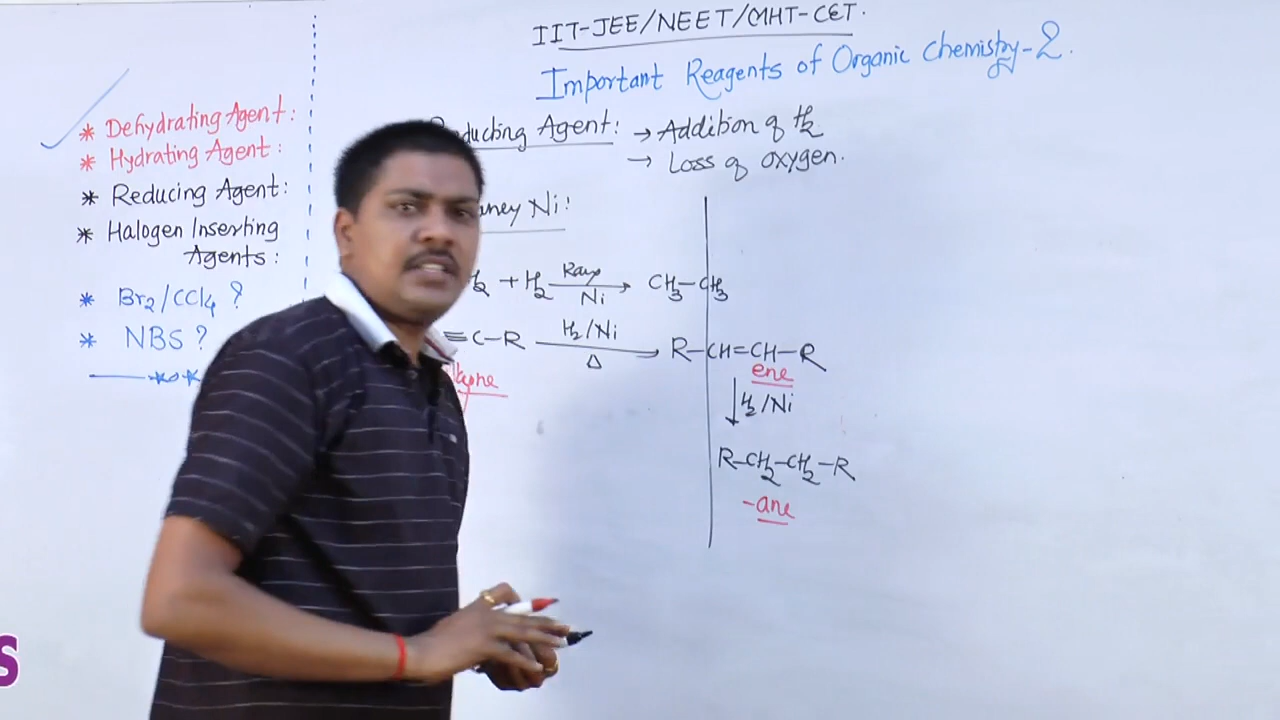 IIT-JEE/NEET/MHT-CET.
Important Reagents of Organic Chemistry-2.
* Dehydrating Agent:
* Hydrating Agent:
* Reducing Agent:
* Halogen Inserting
Agents:
* Br2/CCl4 ?
* NBS ?
Agent: → Addition of H2
→ Loss of oxygen.
Ni:
+ H2 Raney Ni → CH3-CH3
≡C-R H2/Ni Δ → R-CH=CH-R
ene
↓ H2/Ni
R-CH2-CH2-R
-ane
S